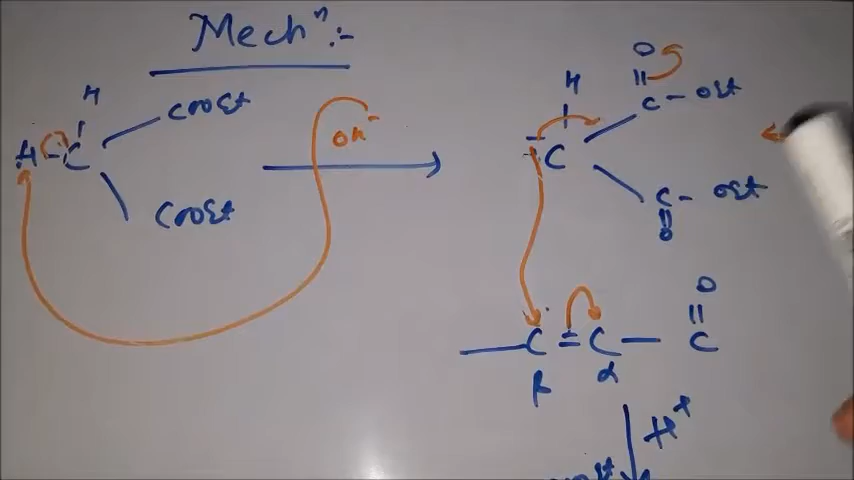 Mechⁿ :-
H
COOEt
H - C
COOEt
OH⁻
H
O
C - OEt
C
C - OEt
O
O
C = C — C
β α
H⁺